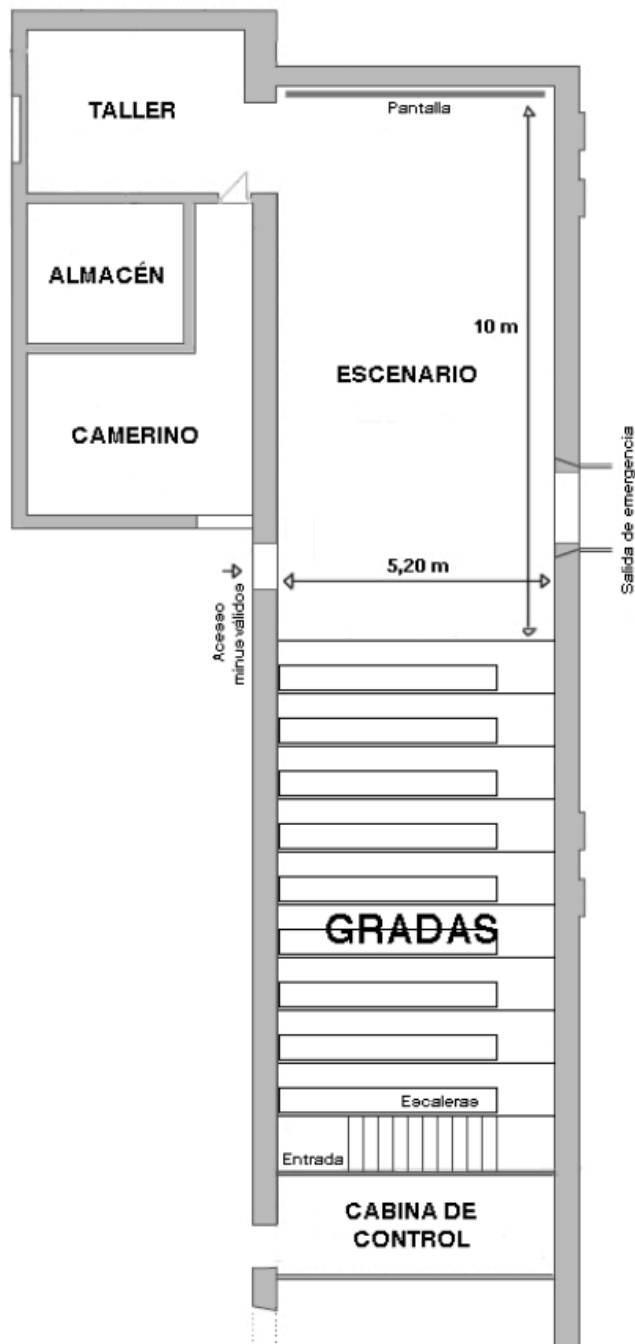 TALLER
Pantalla
ALMACÉN
10 m
ESCENARIO
CAMERINO
Salida de emergencia
5,20 m
Acceso
minusválidos
GRADAS
Escaleras
Entrada
CABINA DE
CONTROL